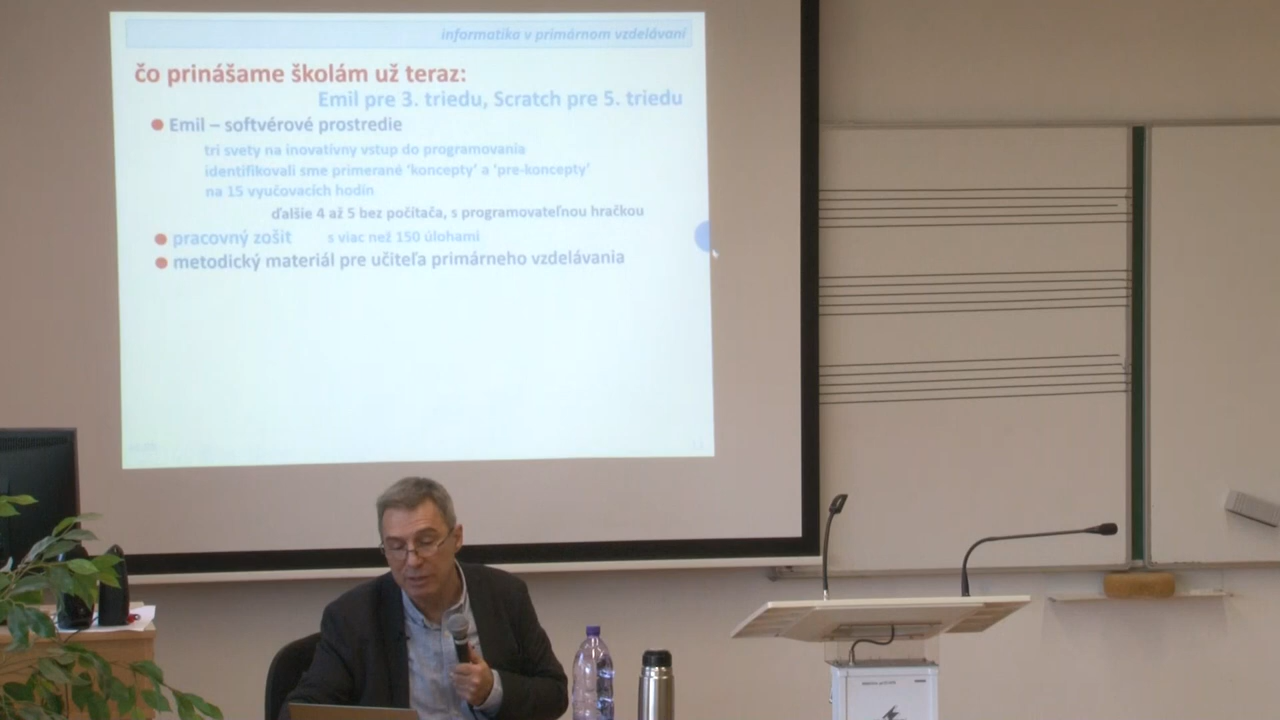 informatika v primárnom vzdelávaní
čo prinášame školám už teraz:
Emil pre 3. triedu, Scratch pre 5. triedu
Emil – softvérové prostredie
tri svety na inovatívny vstup do programovania
identifikovali sme primerané 'koncepty' a 'pre-koncepty'
na 15 vyučovacích hodín
ďalšie 4 až 5 bez počítača, s programovateľnou hračkou
pracovný zošit s viac než 150 úlohami
metodický materiál pre učiteľa primárneho vzdelávania